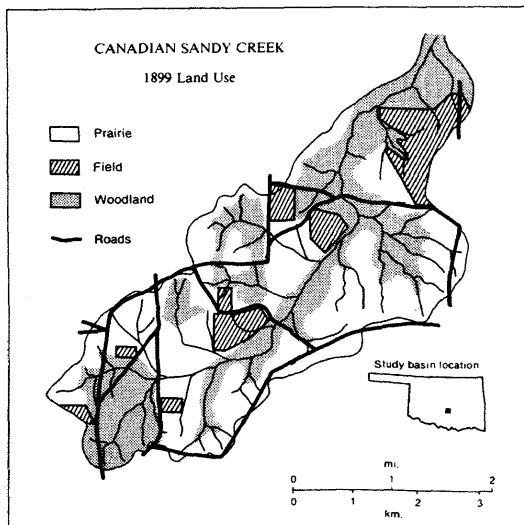 CANADIAN SANDY CREEK
1899 Land Use
Prairie
Field
Woodland
Roads
Study basin location
mi.
0 1 2
0 1 2 3
km.